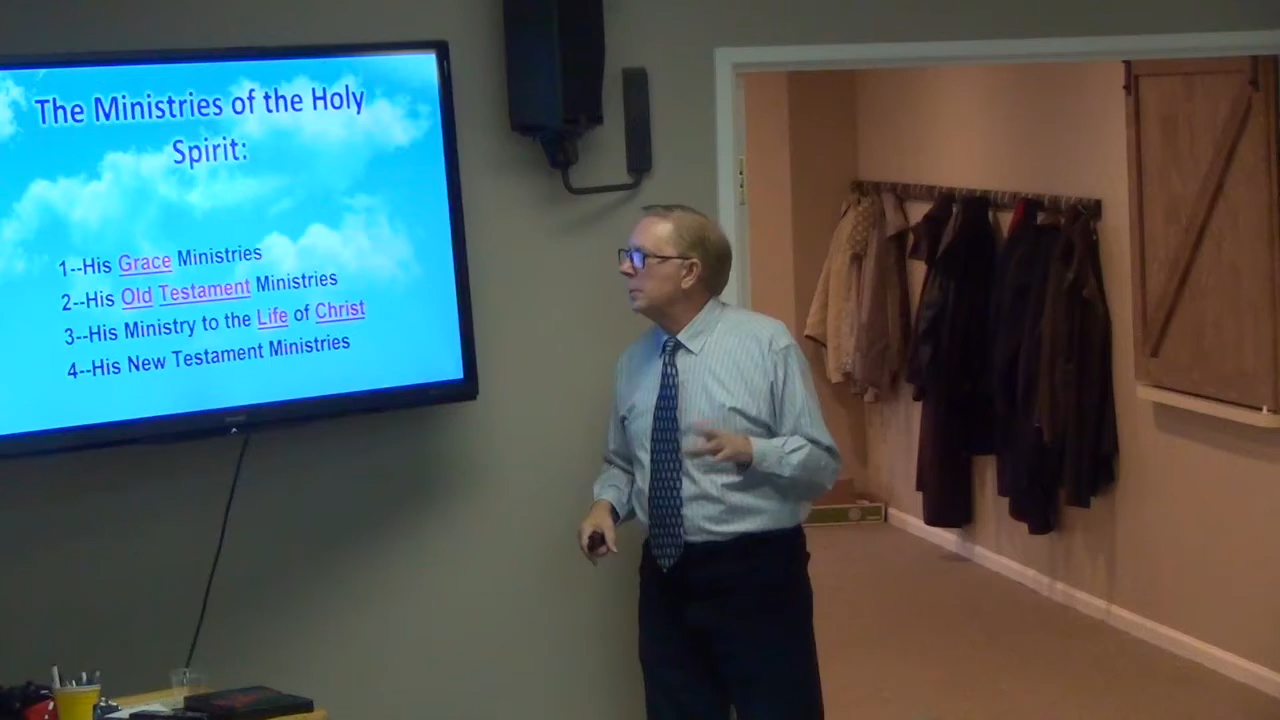 The Ministries of the Holy
Spirit:
1--His Grace Ministries
2--His Old Testament Ministries
3--His Ministry to the Life of Christ
4--His New Testament Ministries